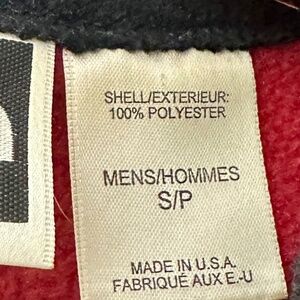 SHELL/EXTERIEUR:
100% POLYESTER
MENS/HOMMES
S/P
MADE IN U.S.A.
FABRIQUÉ AUX E.-U